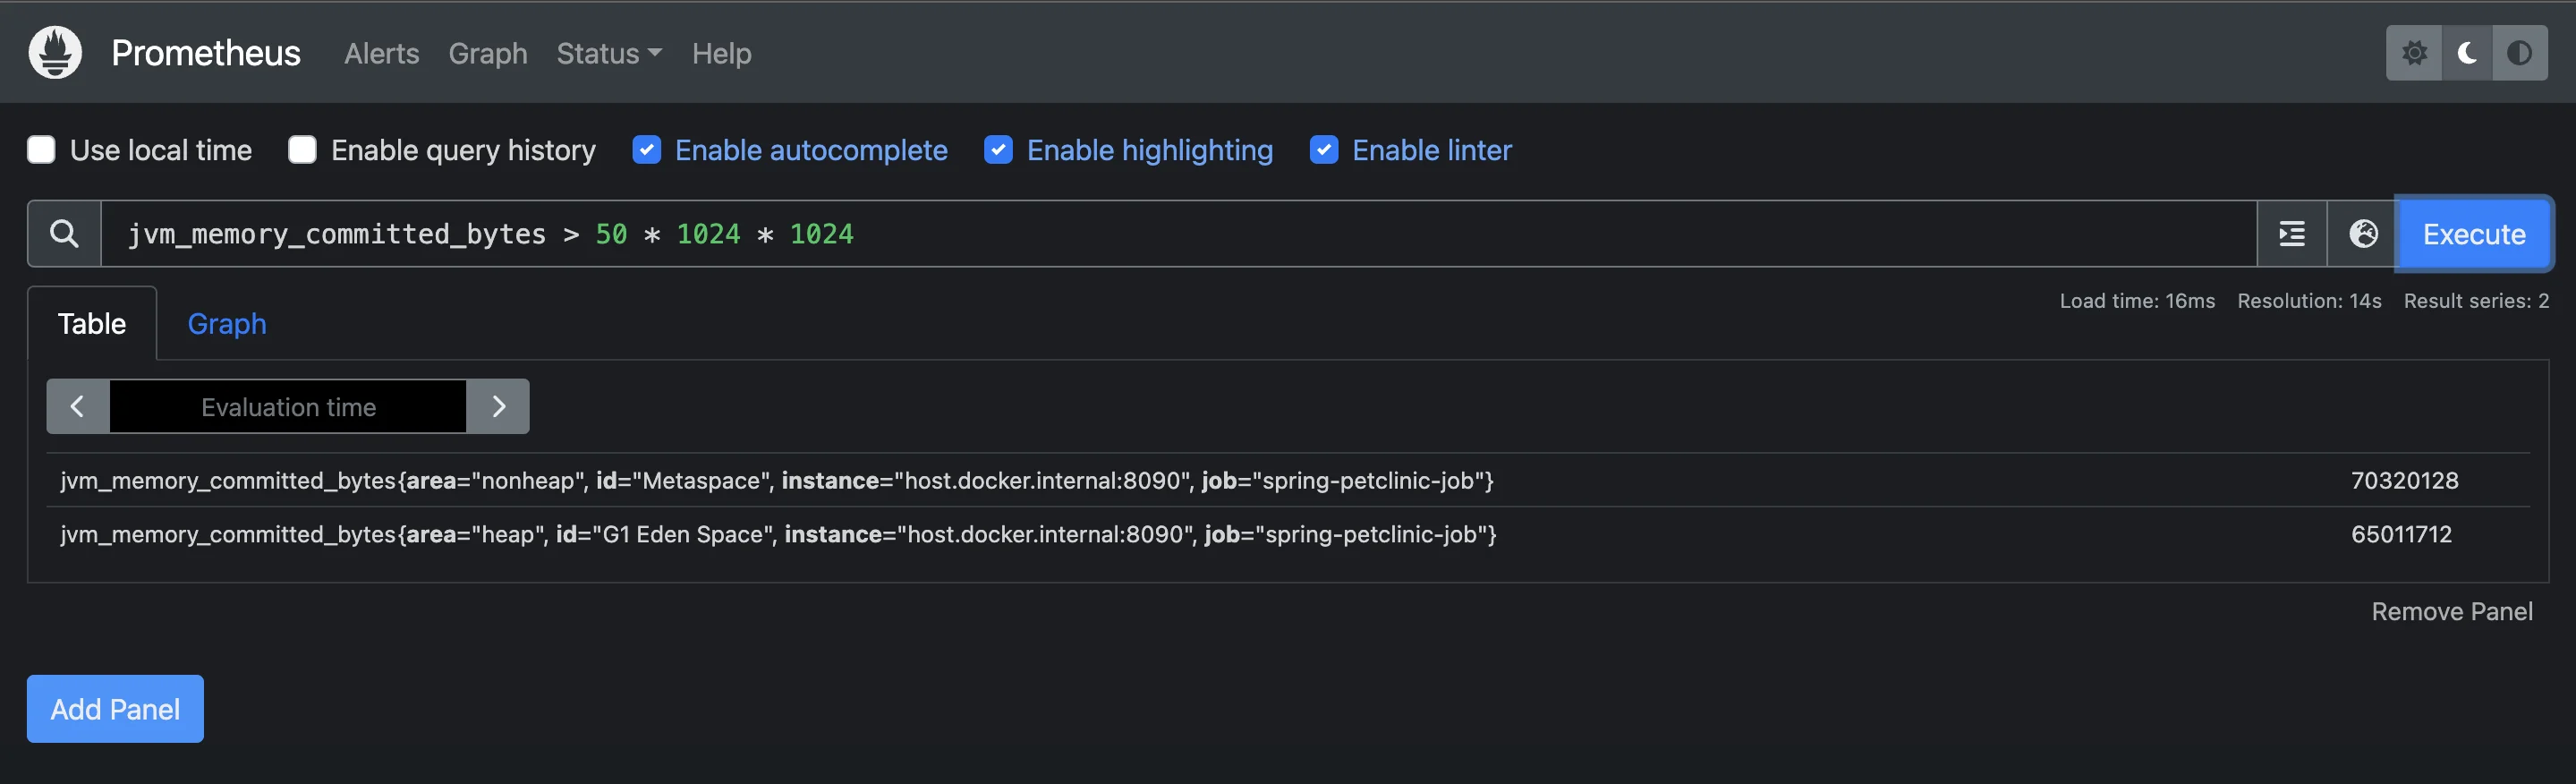 Prometheus Alerts Graph Status Help
Use local time Enable query history Enable autocomplete Enable highlighting Enable linter
jvm_memory_committed_bytes > 50 * 1024 * 1024 Execute
Load time: 16ms Resolution: 14s Result series: 2
Table Graph
Evaluation time
jvm_memory_committed_bytes{area="nonheap", id="Metaspace", instance="host.docker.internal:8090", job="spring-petclinic-job"} 70320128
jvm_memory_committed_bytes{area="heap", id="G1 Eden Space", instance="host.docker.internal:8090", job="spring-petclinic-job"} 65011712
Remove Panel
Add Panel